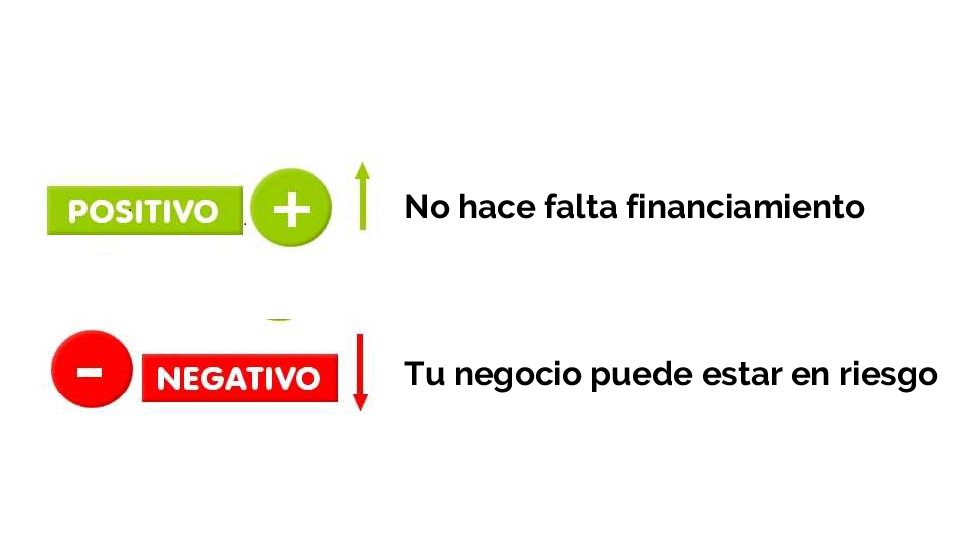 POSITIVO + No hace falta financiamiento
- NEGATIVO Tu negocio puede estar en riesgo